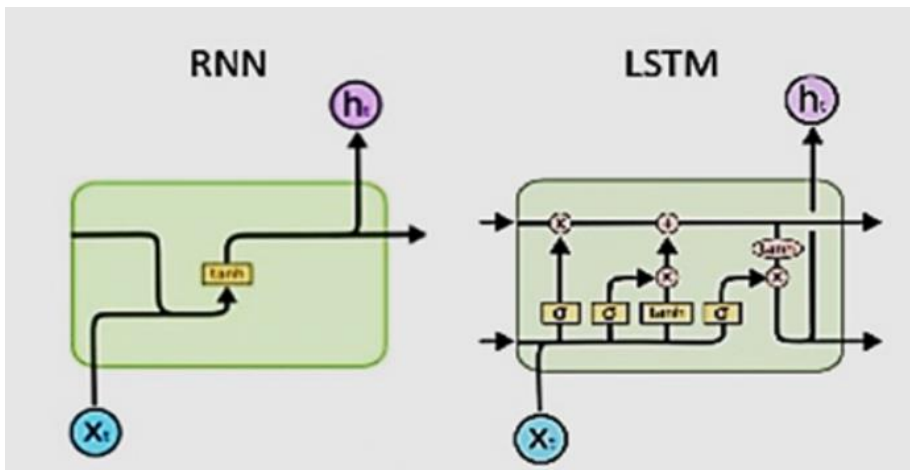 RNN
LSTM
hₜ
hₜ
×
+
tanh
tanh
×
×
σ
σ
tanh
σ
Xₜ
Xₜ